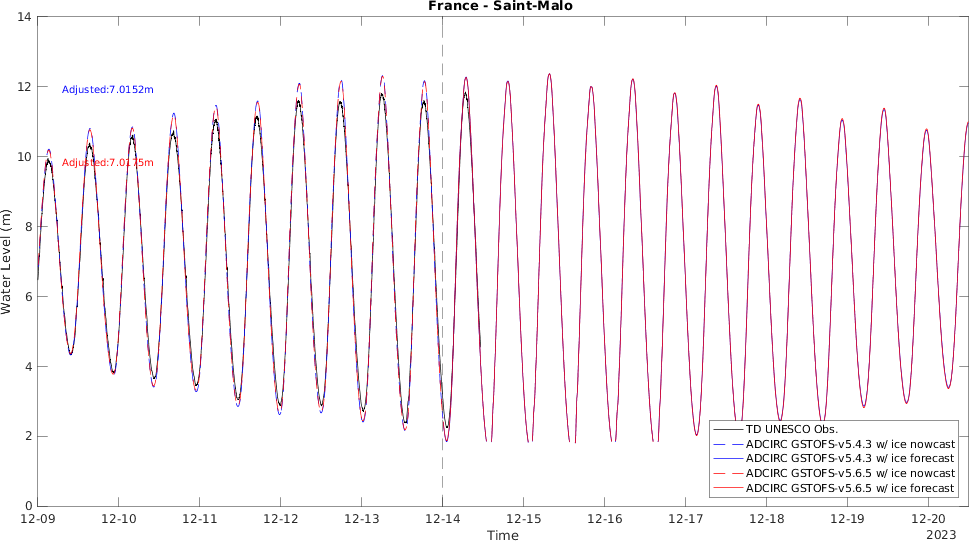 France - Saint-Malo
14
12
10
8
6
4
2
0
Water Level (m)
Adjusted:7.0152m
Adjusted:7.0175m
TD UNESCO Obs.
ADCIRC GSTOFS-v5.4.3 w/ ice nowcast
ADCIRC GSTOFS-v5.4.3 w/ ice forecast
ADCIRC GSTOFS-v5.6.5 w/ ice nowcast
ADCIRC GSTOFS-v5.6.5 w/ ice forecast
12-09 12-10 12-11 12-12 12-13 12-14 12-15 12-16 12-17 12-18 12-19 12-20
Time
2023